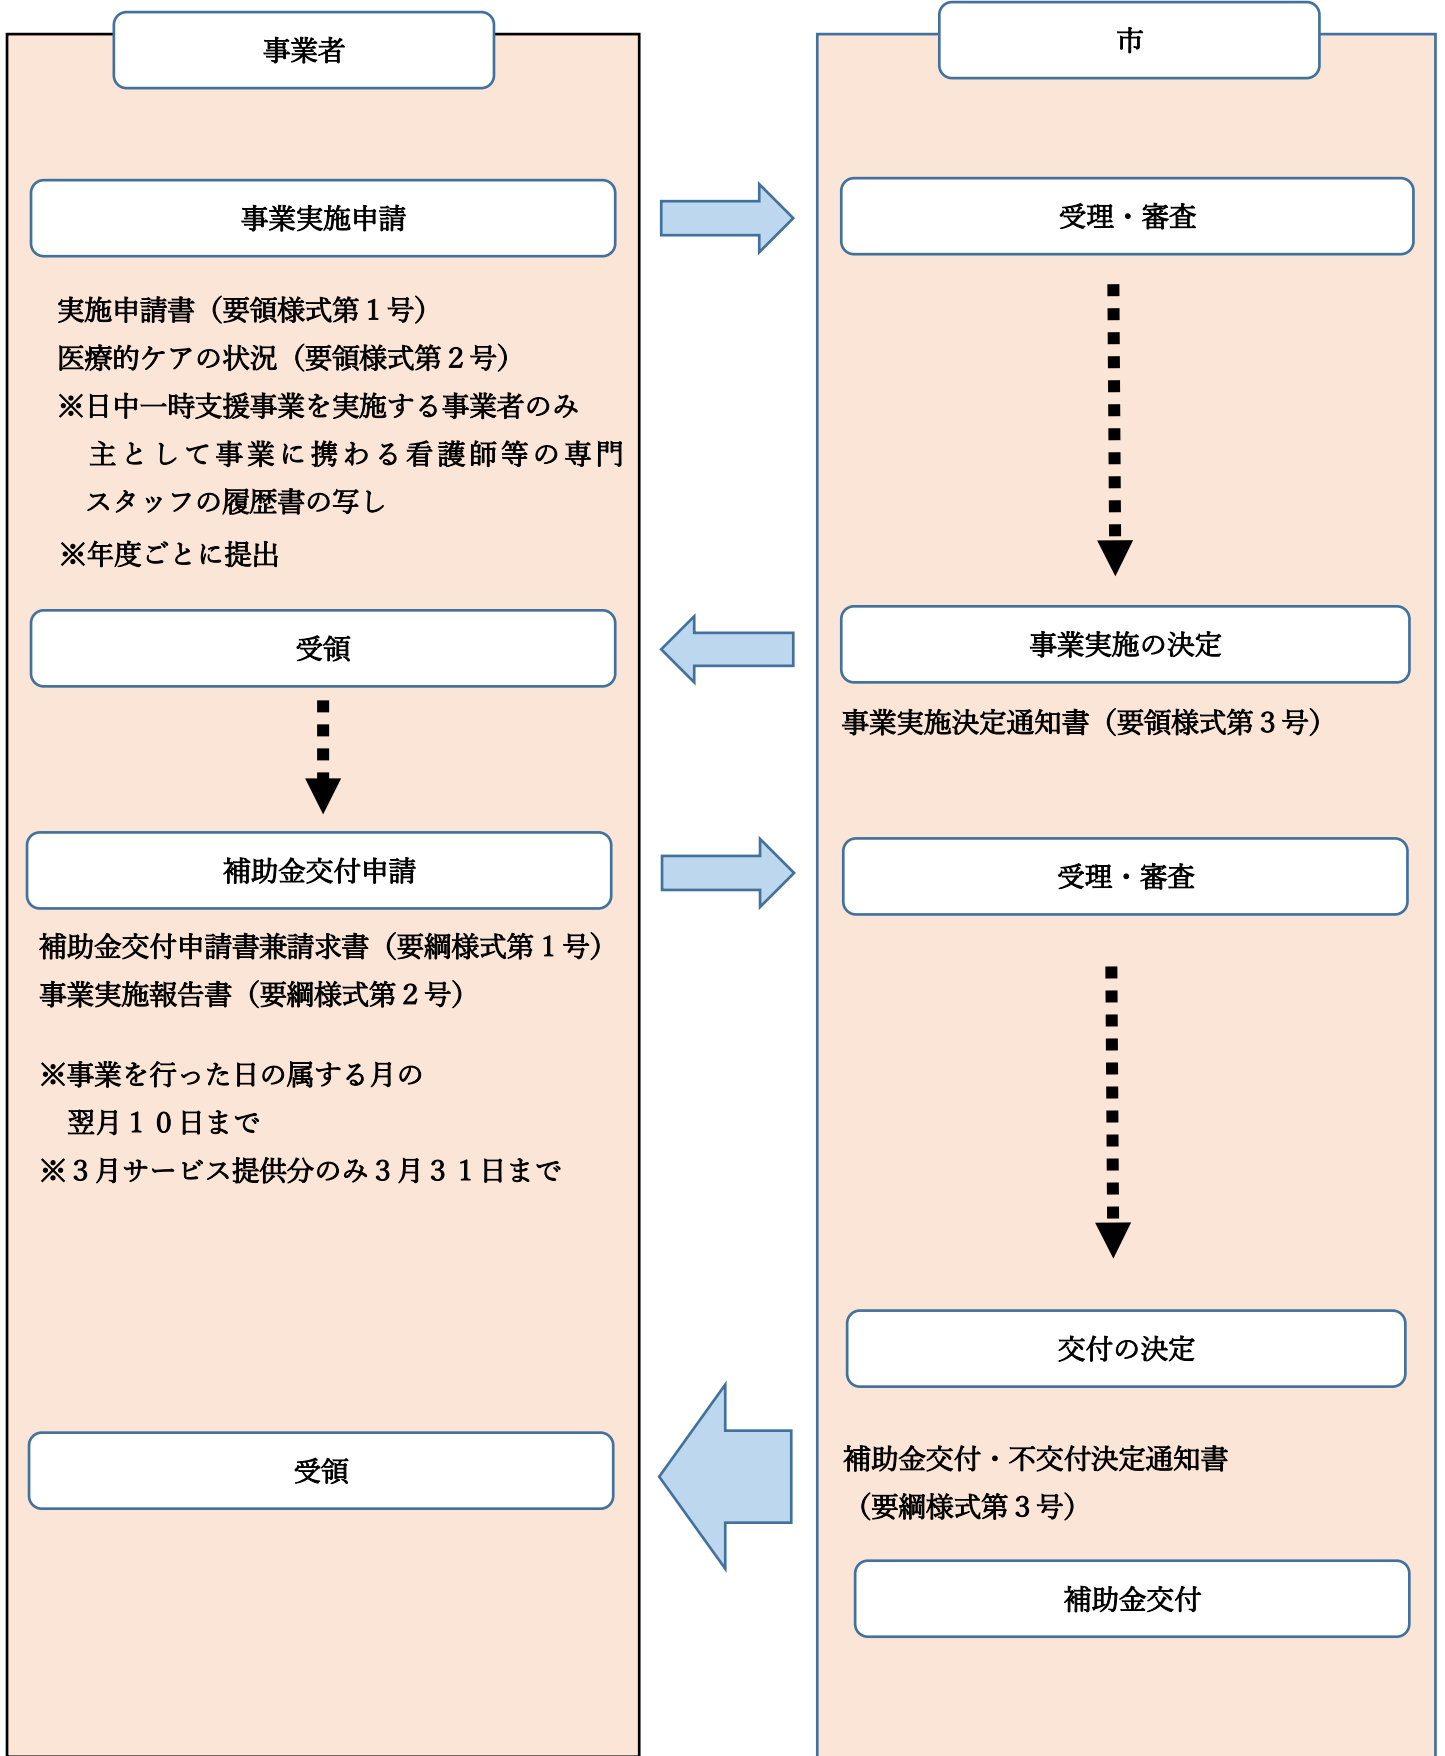 事業者
市
事業実施申請
受理・審査
実施申請書（要領様式第１号）
医療的ケアの状況（要領様式第２号）
※日中一時支援事業を実施する事業者のみ
主として事業に携わる看護師等の専門
スタッフの履歴書の写し
※年度ごとに提出
受領
事業実施の決定
事業実施決定通知書（要領様式第３号）
補助金交付申請
受理・審査
補助金交付申請書兼請求書（要綱様式第１号）
事業実施報告書（要綱様式第２号）
※事業を行った日の属する月の
翌月１０日まで
※３月サービス提供分のみ３月３１日まで
交付の決定
受領
補助金交付・不交付決定通知書
（要綱様式第３号）
補助金交付